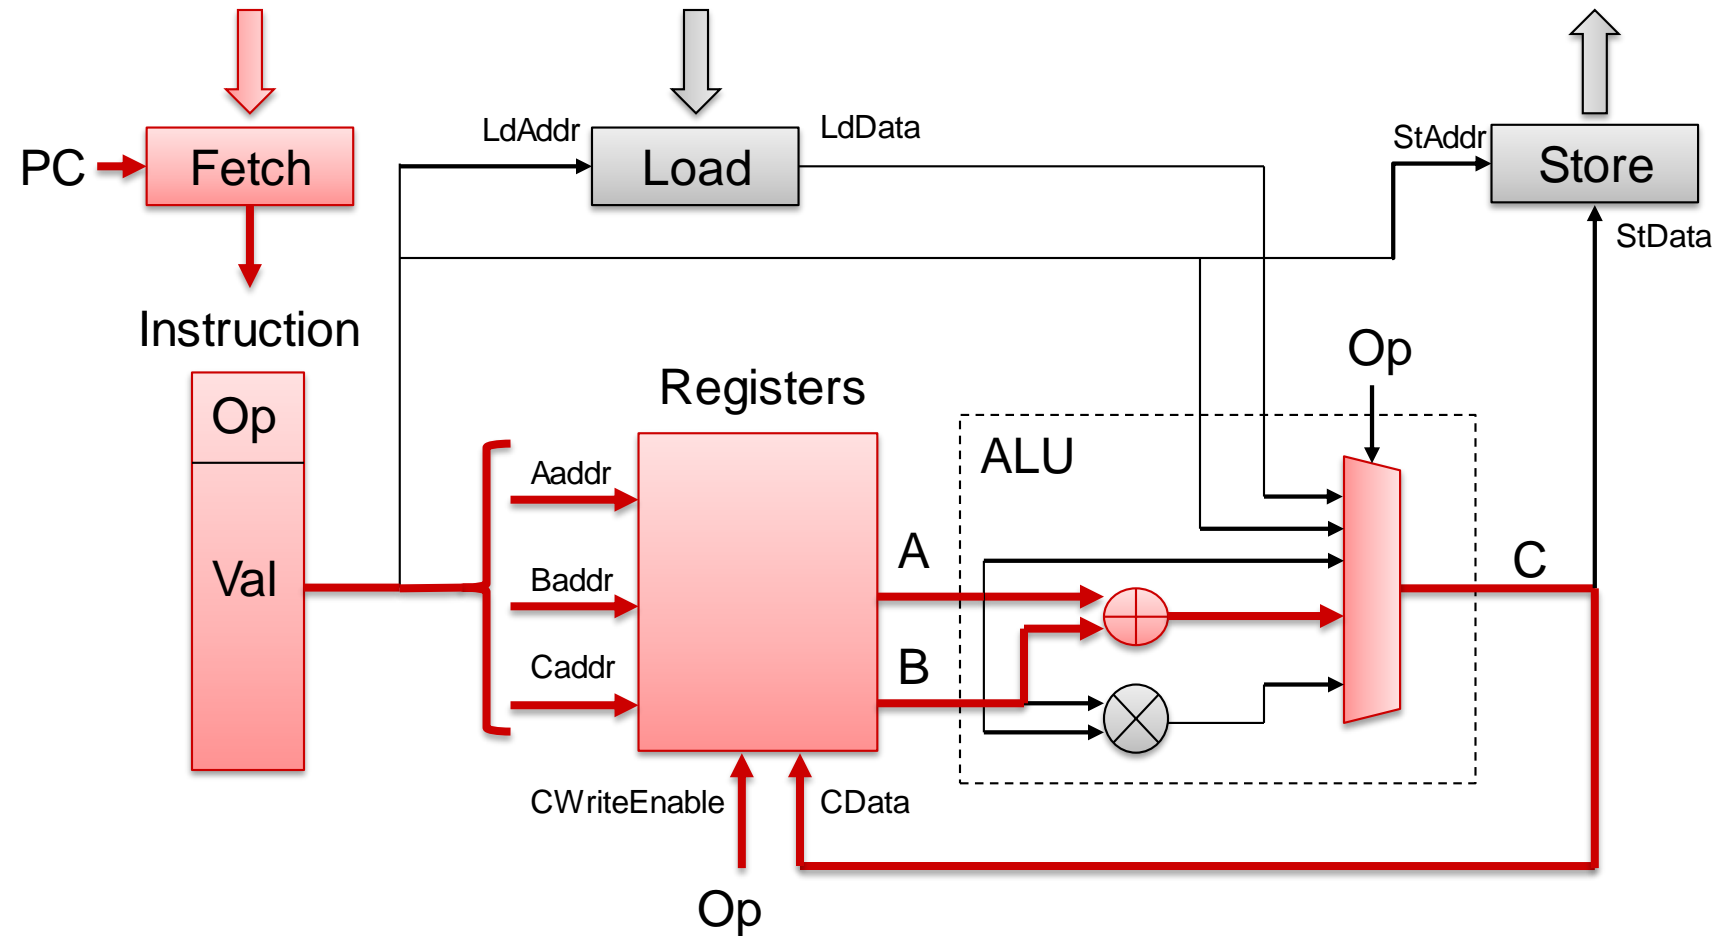 PC
Fetch
LdAddr
Load
LdData
StAddr
Store
StData
Instruction
Op
Val
Registers
Aaddr
Baddr
Caddr
A
B
ALU
Op
C
CWriteEnable
CData
Op